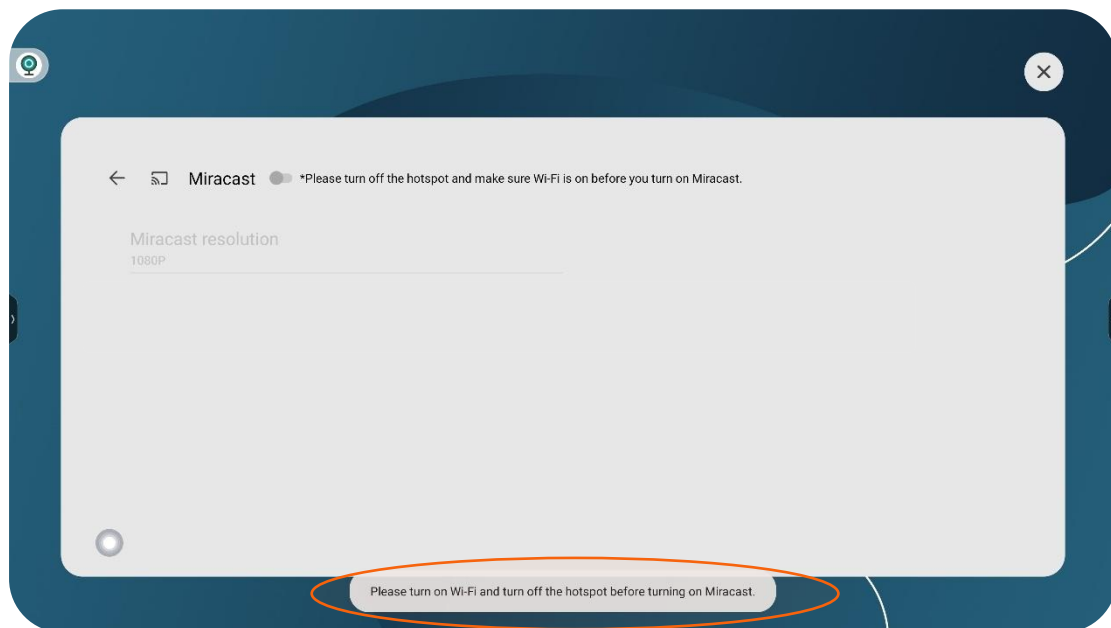 Miracast *Please turn off the hotspot and make sure Wi-Fi is on before you turn on Miracast.
Miracast resolution
1080P
Please turn on Wi-Fi and turn off the hotspot before turning on Miracast.